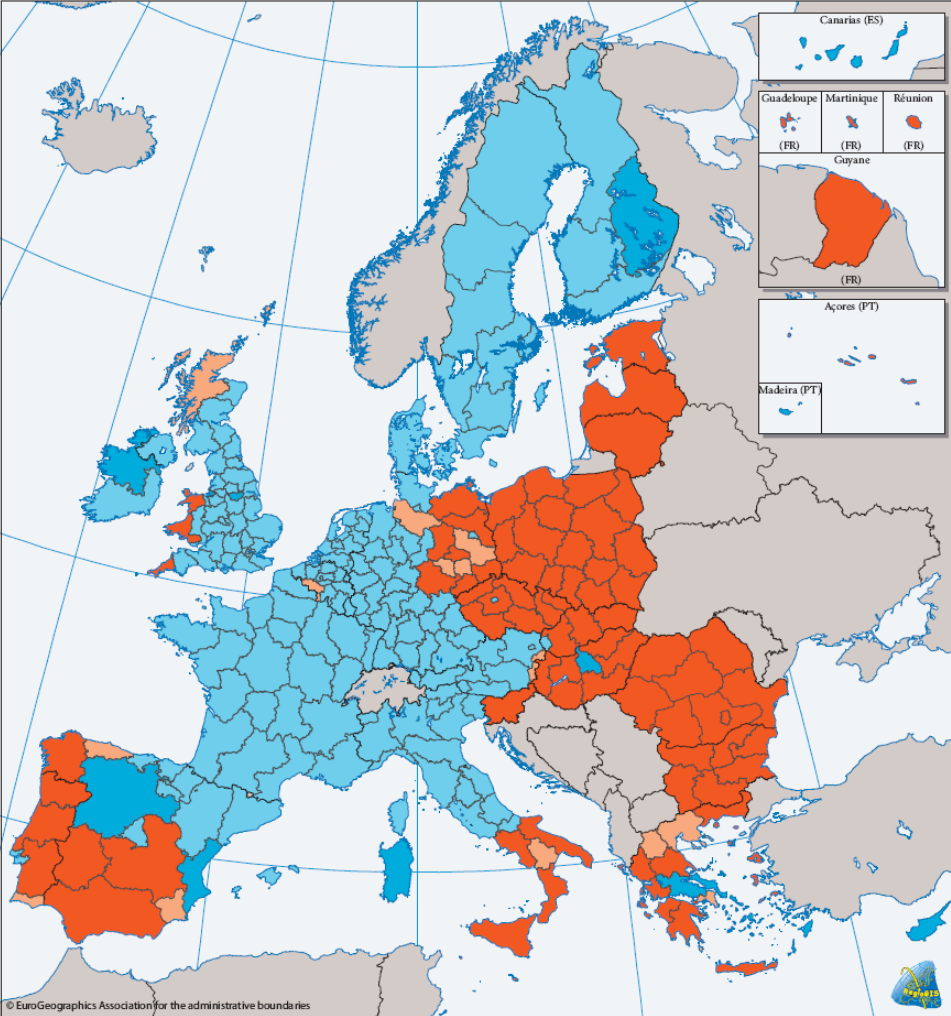 Canarias (ES)
Guadeloupe
Martinique
Réunion
(FR)
(FR)
(FR)
Guyane
(FR)
Açores (PT)
Madeira (PT)
RegioGIS
© EuroGeographics Association for the administrative boundaries